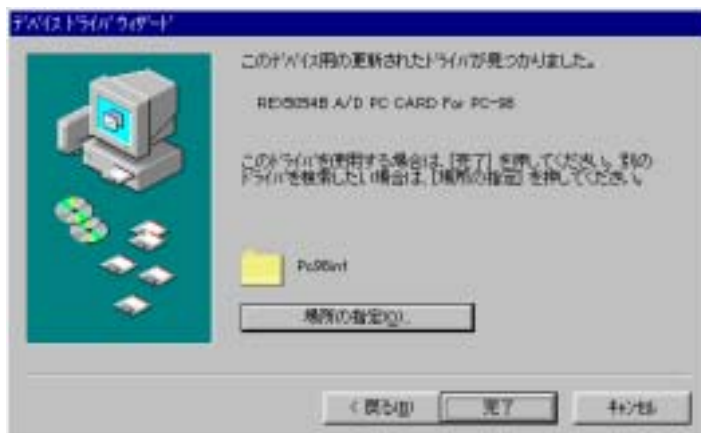 ﾃﾞﾊﾞｲｽ ﾄﾞﾗｲﾊﾞ ｳｨｻﾞｰﾄﾞ
このﾃﾞﾊﾞｲｽ用の更新されたﾄﾞﾗｲﾊﾞが見つかりました。
REX5054B A/D PC CARD For PC-98
このﾄﾞﾗｲﾊﾞを使用する場合は、[完了] を押してください。別の
ﾄﾞﾗｲﾊﾞを検索したい場合は、[場所の指定] を押してください。
Pc98inf
場所の指定(O)...
< 戻る(B)
完了
ｷｬﾝｾﾙ